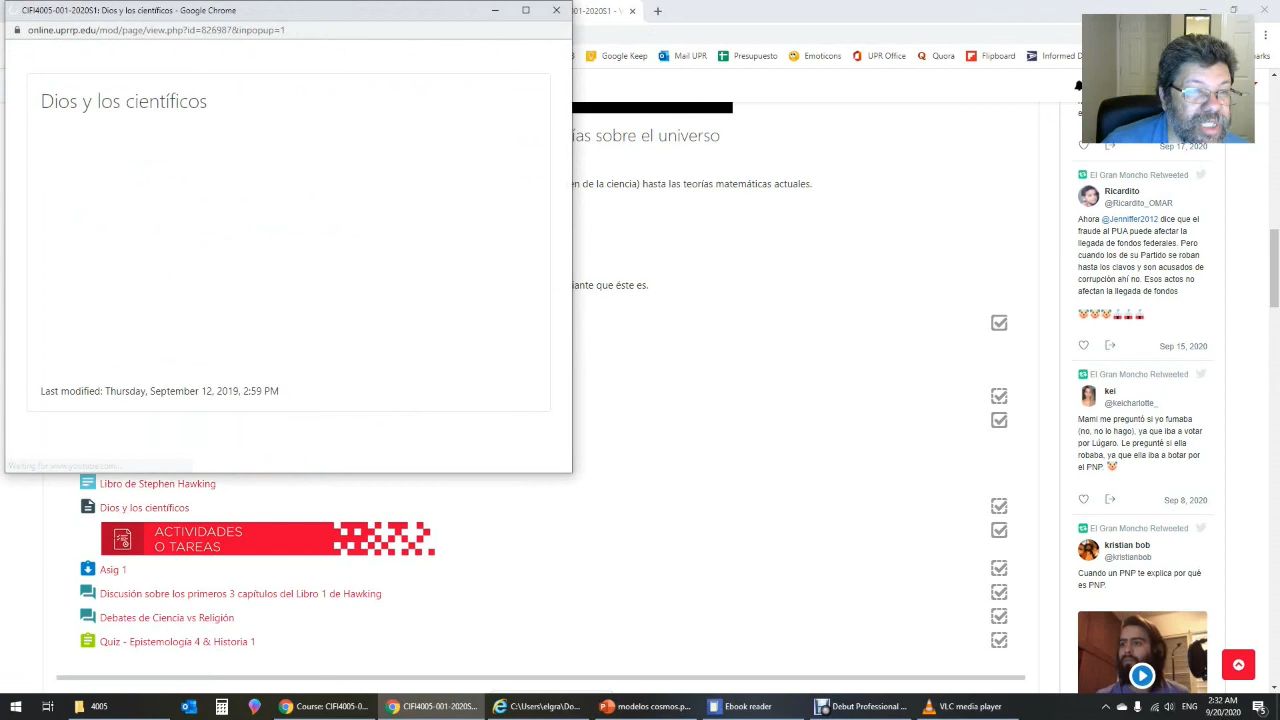 CIFI4005-001-2020S1: Dios y los científicos - Google Chrome
online.uprrp.edu/mod/page/view.php?id=826987&inpopup=1
Dios y los científicos
Last modified: Thursday, September 12, 2019, 2:59 PM
Waiting for www.youtube.com...
001-2020S1
Google Keep
Mail UPR
Presupuesto
Emoticons
UPR Office
Quora
Flipboard
Informed D
ías sobre el universo
en de la ciencia) hasta las teorías matemáticas actuales.
iante que éste es.
Libro de Stephen Hawking
Dios y los científicos
ACTIVIDADES
O TAREAS
Asig 1
Discusión sobre los primeros 3 capítulos del Libro 1 de Hawking
Debates de Ciencia vs Religión
Quiz - Epistemología 4 & Historia 1
Sep 17, 2020
El Gran Moncho Retweeted
Ricardito
@Ricardito_OMAR
Ahora @Jenniffer2012 dice que el
fraude al PUA puede afectar la
llegada de fondos federales. Pero
cuando los de su Partido se roban
hasta los clavos y son acusados de
corrupción ahí no. Esos actos no
afectan la llegada de fondos
Sep 15, 2020
El Gran Moncho Retweeted
kei
@keicharlotte_
Mami me preguntó si yo fumaba
(no, no lo hago), ya que iba a votar
por Lúgaro. Le pregunté si ella
robaba, ya que ella iba a botar por
el PNP.
Sep 8, 2020
El Gran Moncho Retweeted
kristian bob
@kristianbob
Cuando un PNP te explica por qué
es PNP.
4005
Course: CIFI4005-0...
CIFI4005-001-2020S...
C:\Users\elgra\Do...
modelos cosmos.p...
Ebook reader
Debut Professional ...
VLC media player
2:32 AM
9/20/2020